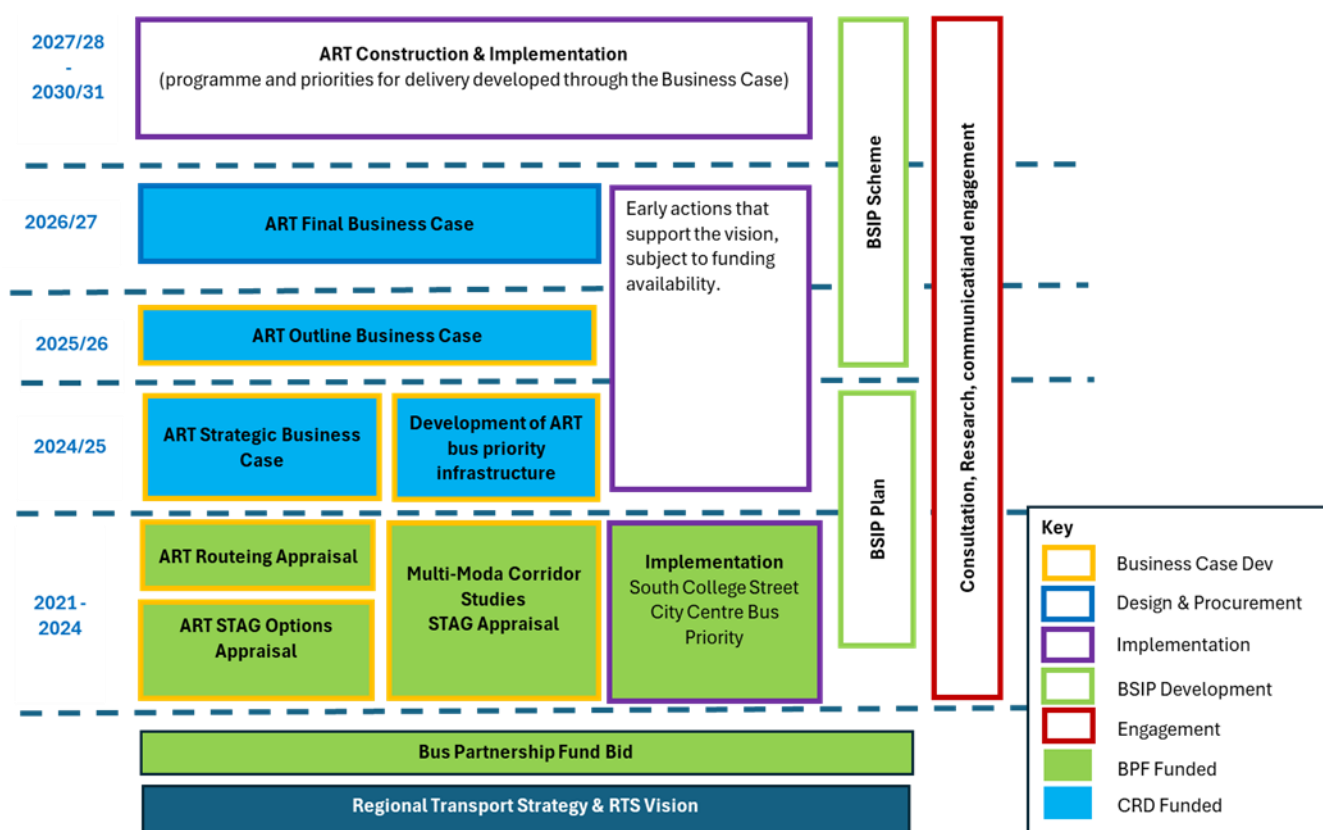 2027/28
-
2030/31
ART Construction & Implementation
(programme and priorities for delivery developed through the Business Case)
2026/27
ART Final Business Case
Early actions that
support the vision,
subject to funding
availability.
BSIP Scheme
Consultation, Research, communicatiand engagement
2025/26
ART Outline Business Case
2024/25
ART Strategic Business
Case
Development of ART
bus priority
infrastructure
BSIP Plan
2021 -
2024
ART Routeing Appraisal
ART STAG Options
Appraisal
Multi-Moda Corridor
Studies
STAG Appraisal
Implementation
South College Street
City Centre Bus
Priority
Bus Partnership Fund Bid
Regional Transport Strategy & RTS Vision
Key
Business Case Dev
Design & Procurement
Implementation
BSIP Development
Engagement
BPF Funded
CRD Funded